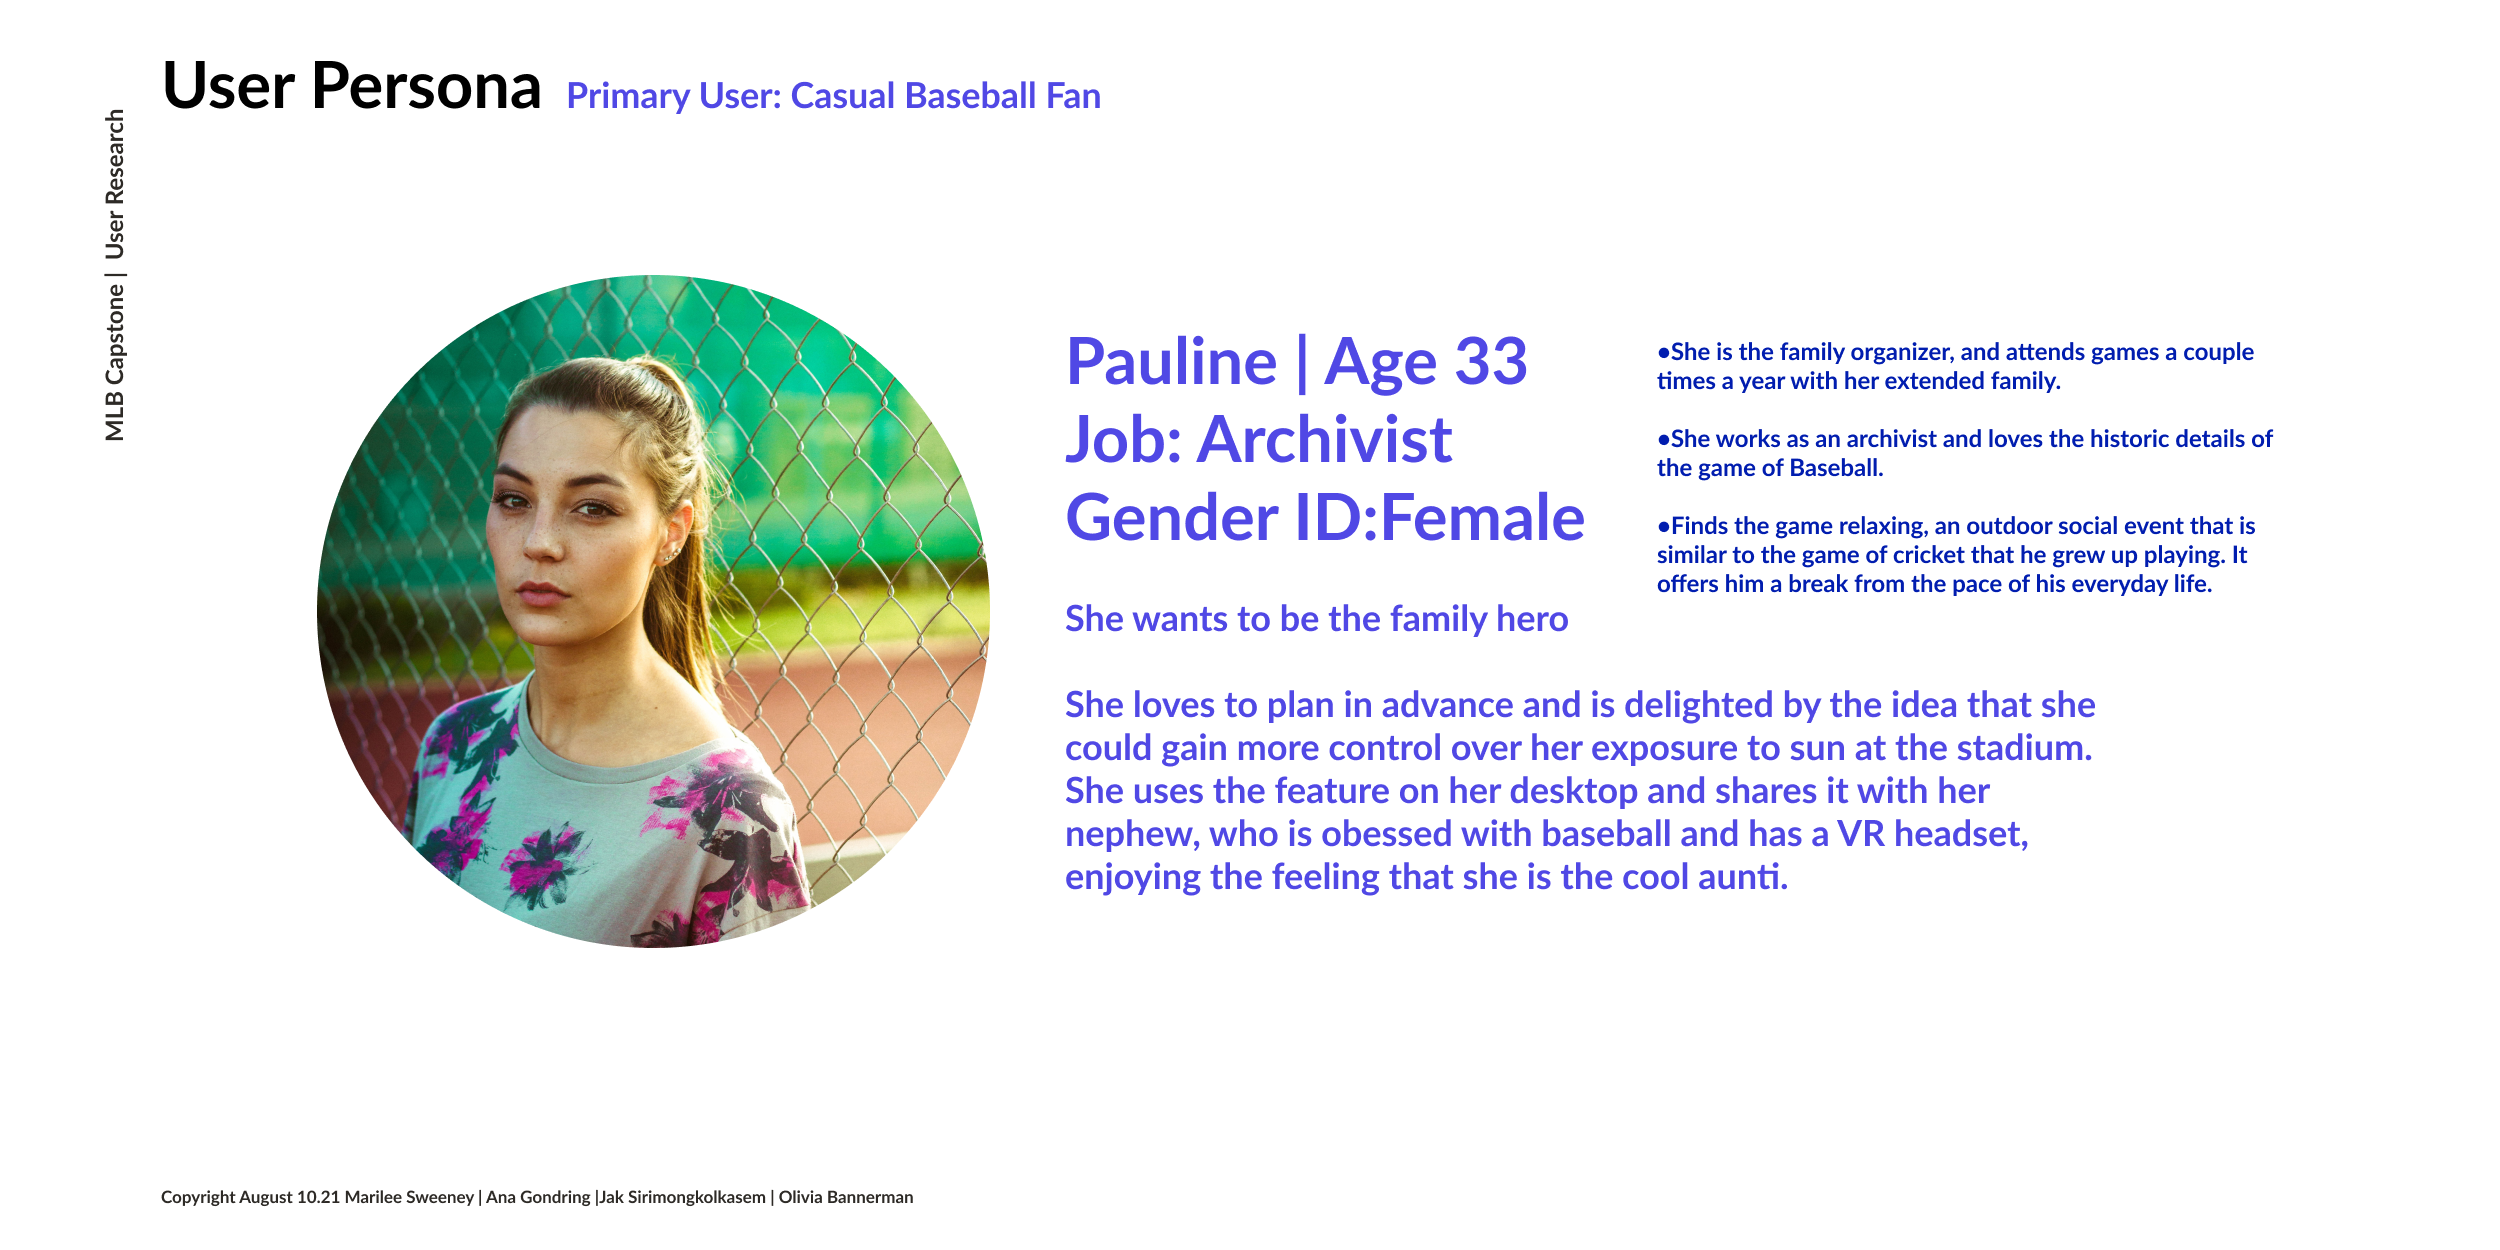 User Persona Primary User: Casual Baseball Fan
MLB Capstone | User Research
Pauline | Age 33
Job: Archivist
Gender ID:Female
She wants to be the family hero
She loves to plan in advance and is delighted by the idea that she
could gain more control over her exposure to sun at the stadium.
She uses the feature on her desktop and shares it with her
nephew, who is obessed with baseball and has a VR headset,
enjoying the feeling that she is the cool aunti.
•She is the family organizer, and attends games a couple
times a year with her extended family.
•She works as an archivist and loves the historic details of
the game of Baseball.
•Finds the game relaxing, an outdoor social event that is
similar to the game of cricket that he grew up playing. It
offers him a break from the pace of his everyday life.
Copyright August 10.21 Marilee Sweeney | Ana Gondring |Jak Sirimongkolkasem | Olivia Bannerman